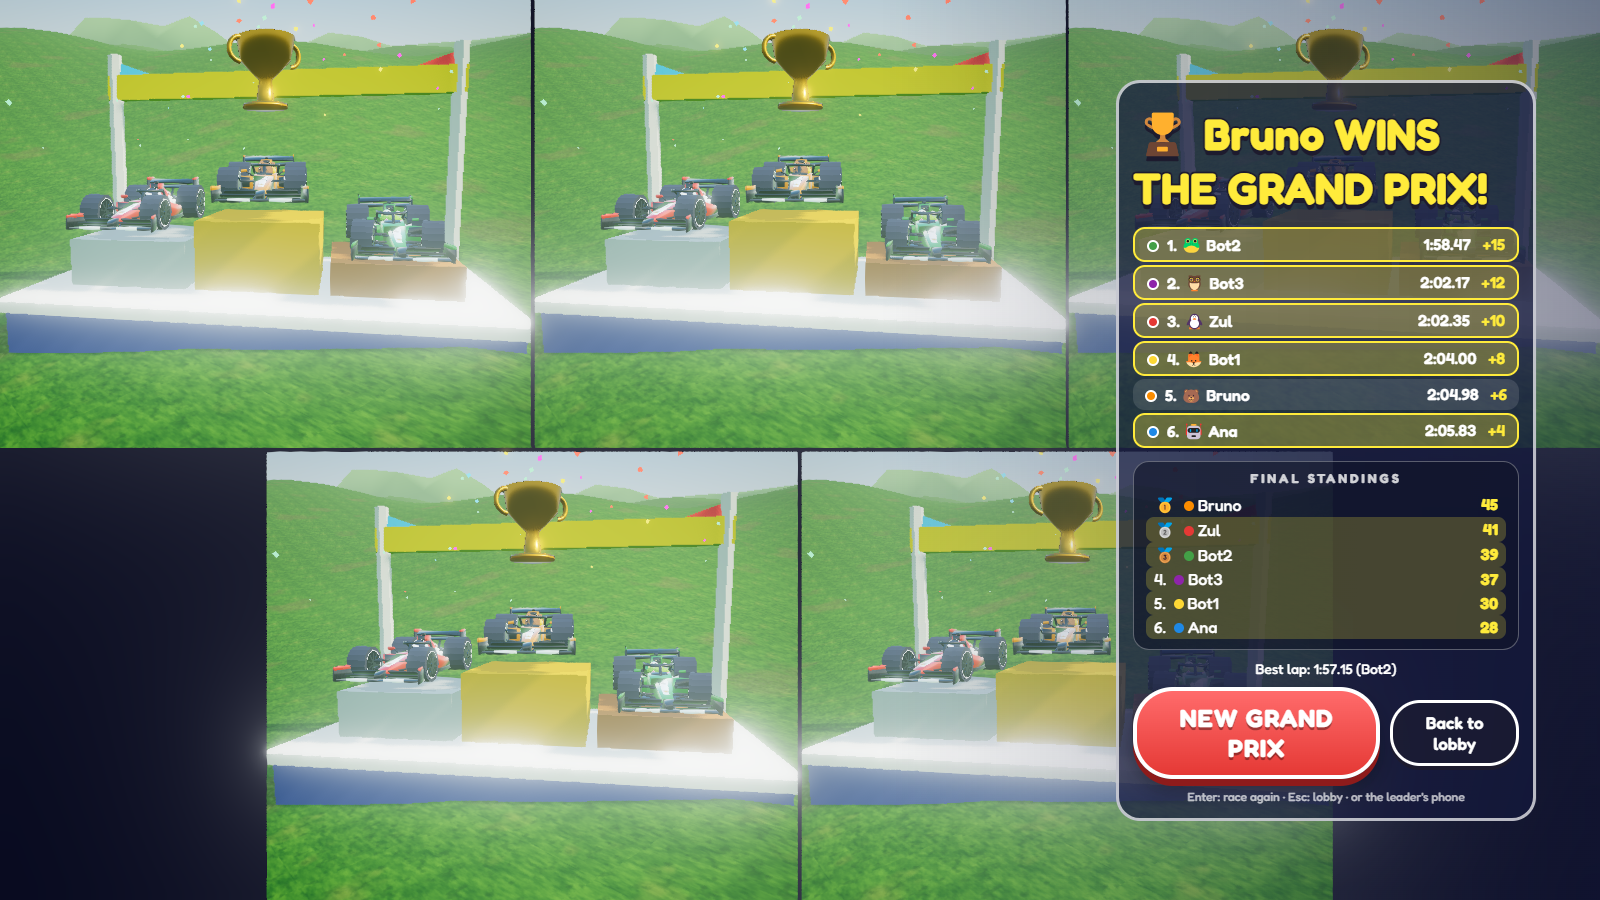 Bruno WINS
THE GRAND PRIX!
1. Bot2 1:58.47 +15
2. Bot3 2:02.17 +12
3. Zul 2:02.35 +10
4. Bot1 2:04.00 +8
5. Bruno 2:04.98 +6
6. Ana 2:05.83 +4
FINAL STANDINGS
1 Bruno 45
2 Zul 41
3 Bot2 39
4. Bot3 37
5. Bot1 30
6. Ana 28
Best lap: 1:57.15 (Bot2)
NEW GRAND
PRIX
Back to
lobby
Enter: race again · Esc: lobby · or the leader's phone